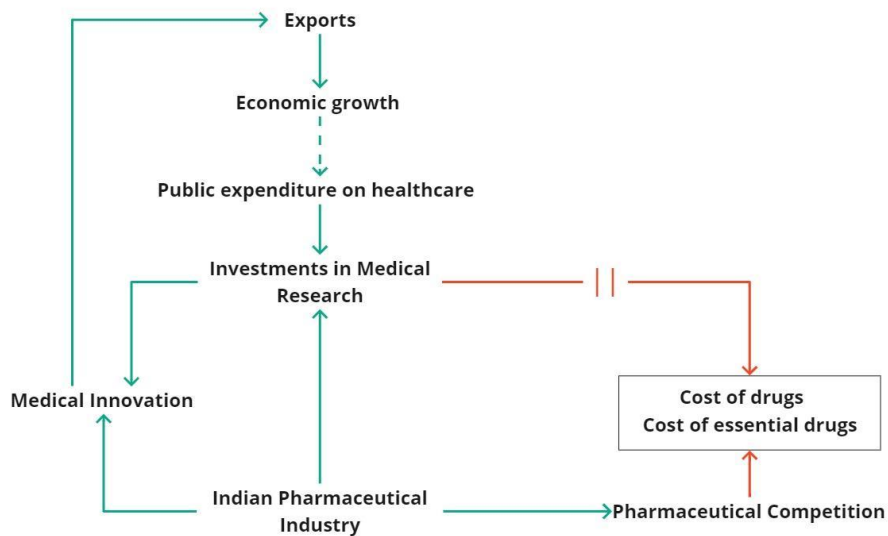 Exports
Economic growth
Public expenditure on healthcare
Investments in Medical
Research
Medical Innovation
Cost of drugs
Cost of essential drugs
Indian Pharmaceutical
Industry
Pharmaceutical Competition